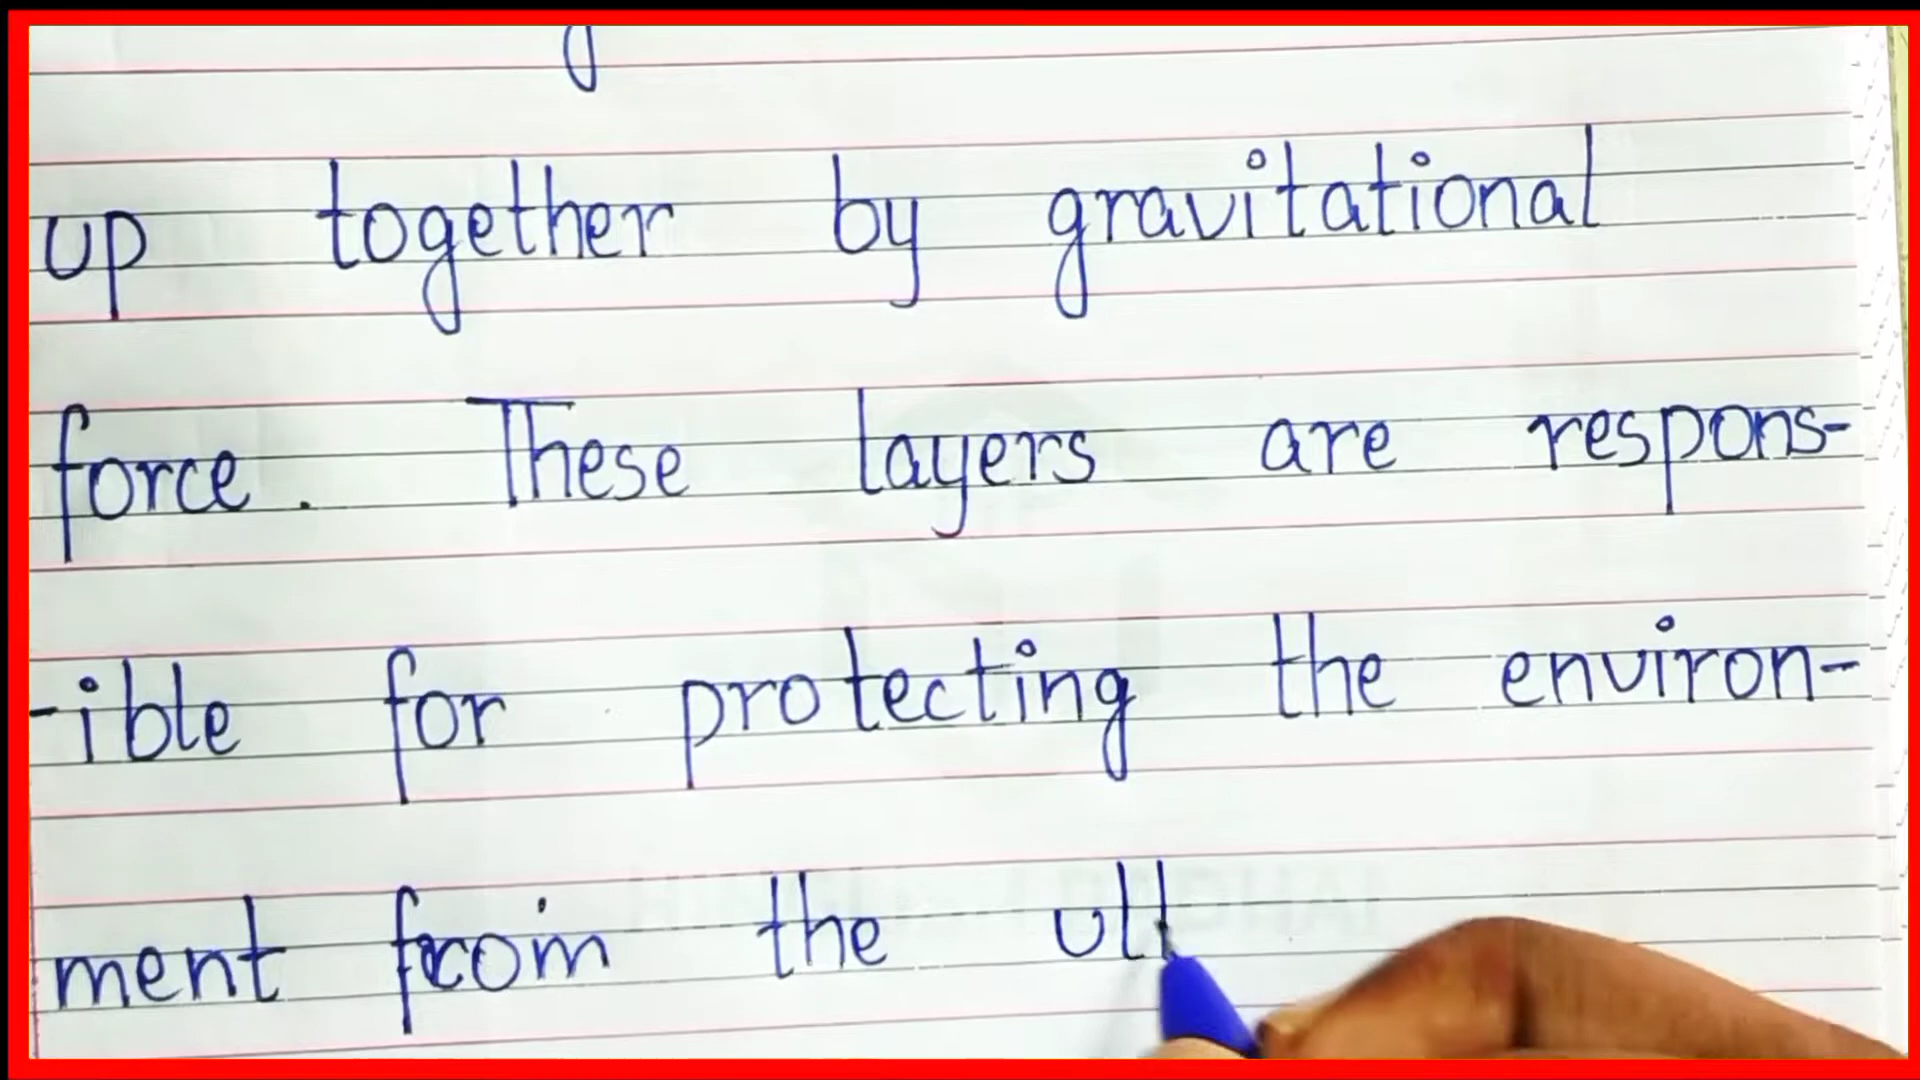 up together by gravitational
force. These layers are respons-
-ible for protecting the environ-
ment from the